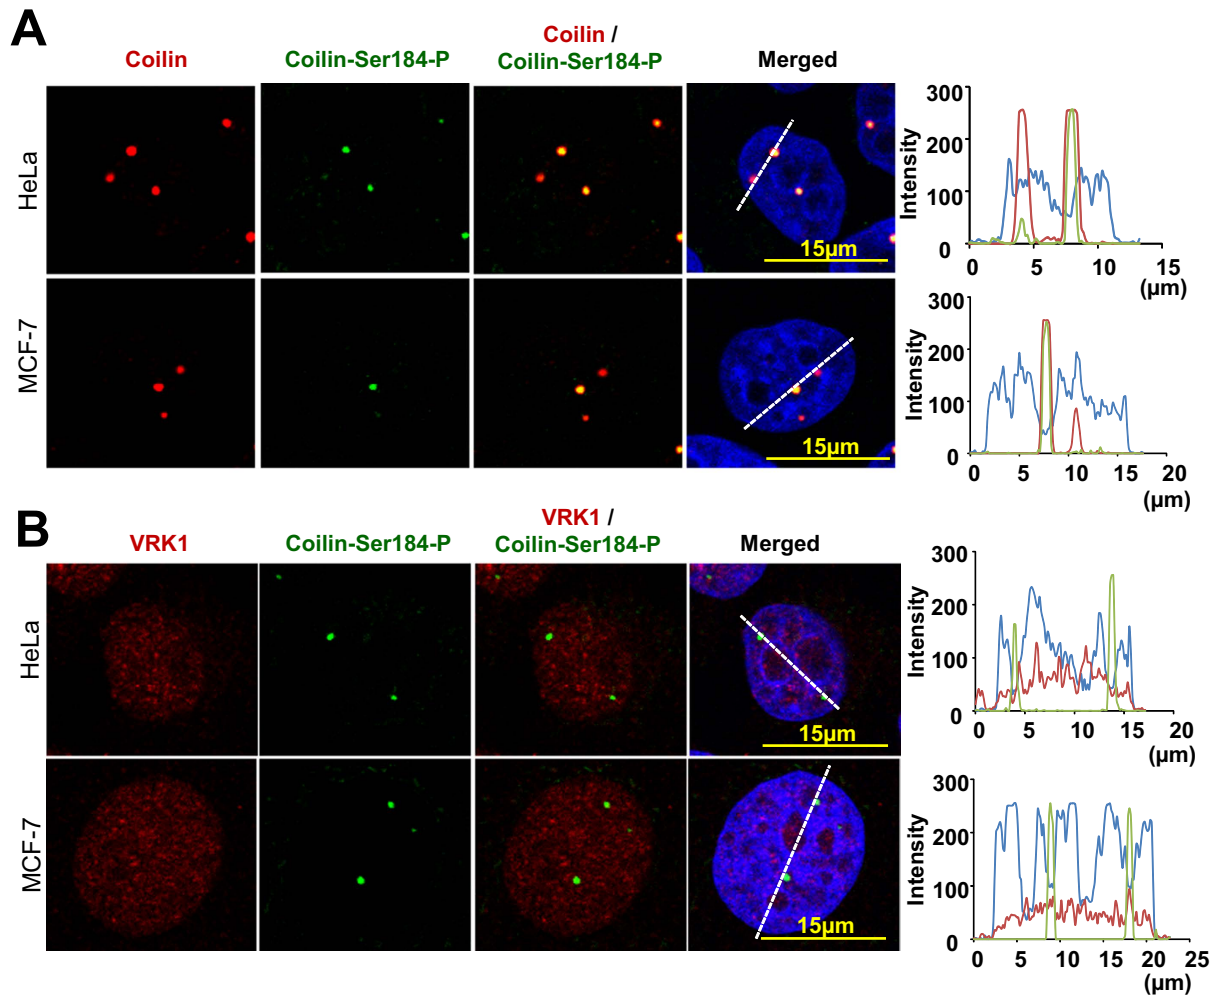 A
Coilin
Coilin-Ser184-P
Coilin /
Coilin-Ser184-P
Merged
HeLa
15µm
300
200
100
0
Intensity
0 5 10 15
(µm)
MCF-7
15µm
300
200
100
0
Intensity
0 5 10 15 20
(µm)
B
VRK1
Coilin-Ser184-P
VRK1 /
Coilin-Ser184-P
Merged
HeLa
15µm
300
200
100
0
Intensity
0 5 10 15 20
(µm)
MCF-7
15µm
300
200
100
0
Intensity
0 5 10 15 20 25
(µm)